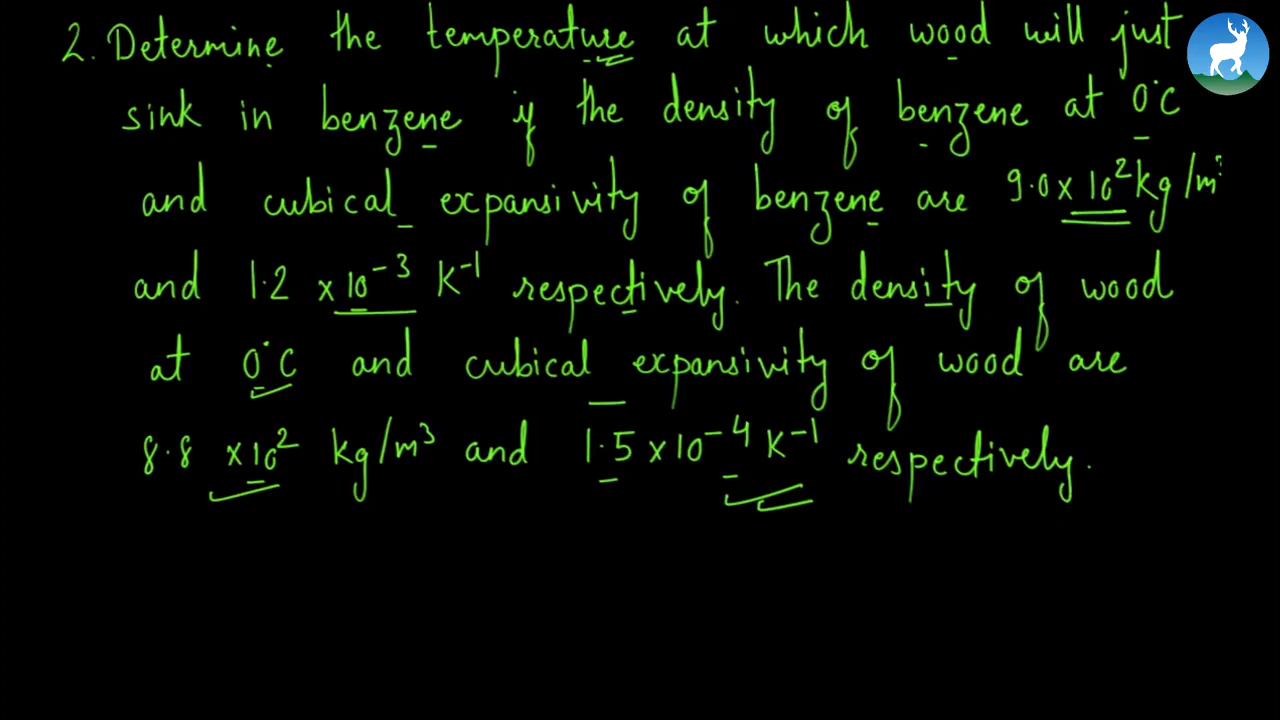 2. Determine the temperature at which wood will just
sink in benzene if the density of benzene at 0°C
and cubical expansivity of benzene are 9.0 x 10² kg/m³
and 1.2 x 10⁻³ K⁻¹ respectively. The density of wood
at 0°C and cubical expansivity of wood are
8.8 x 10² kg/m³ and 1.5 x 10⁻⁴ K⁻¹ respectively.